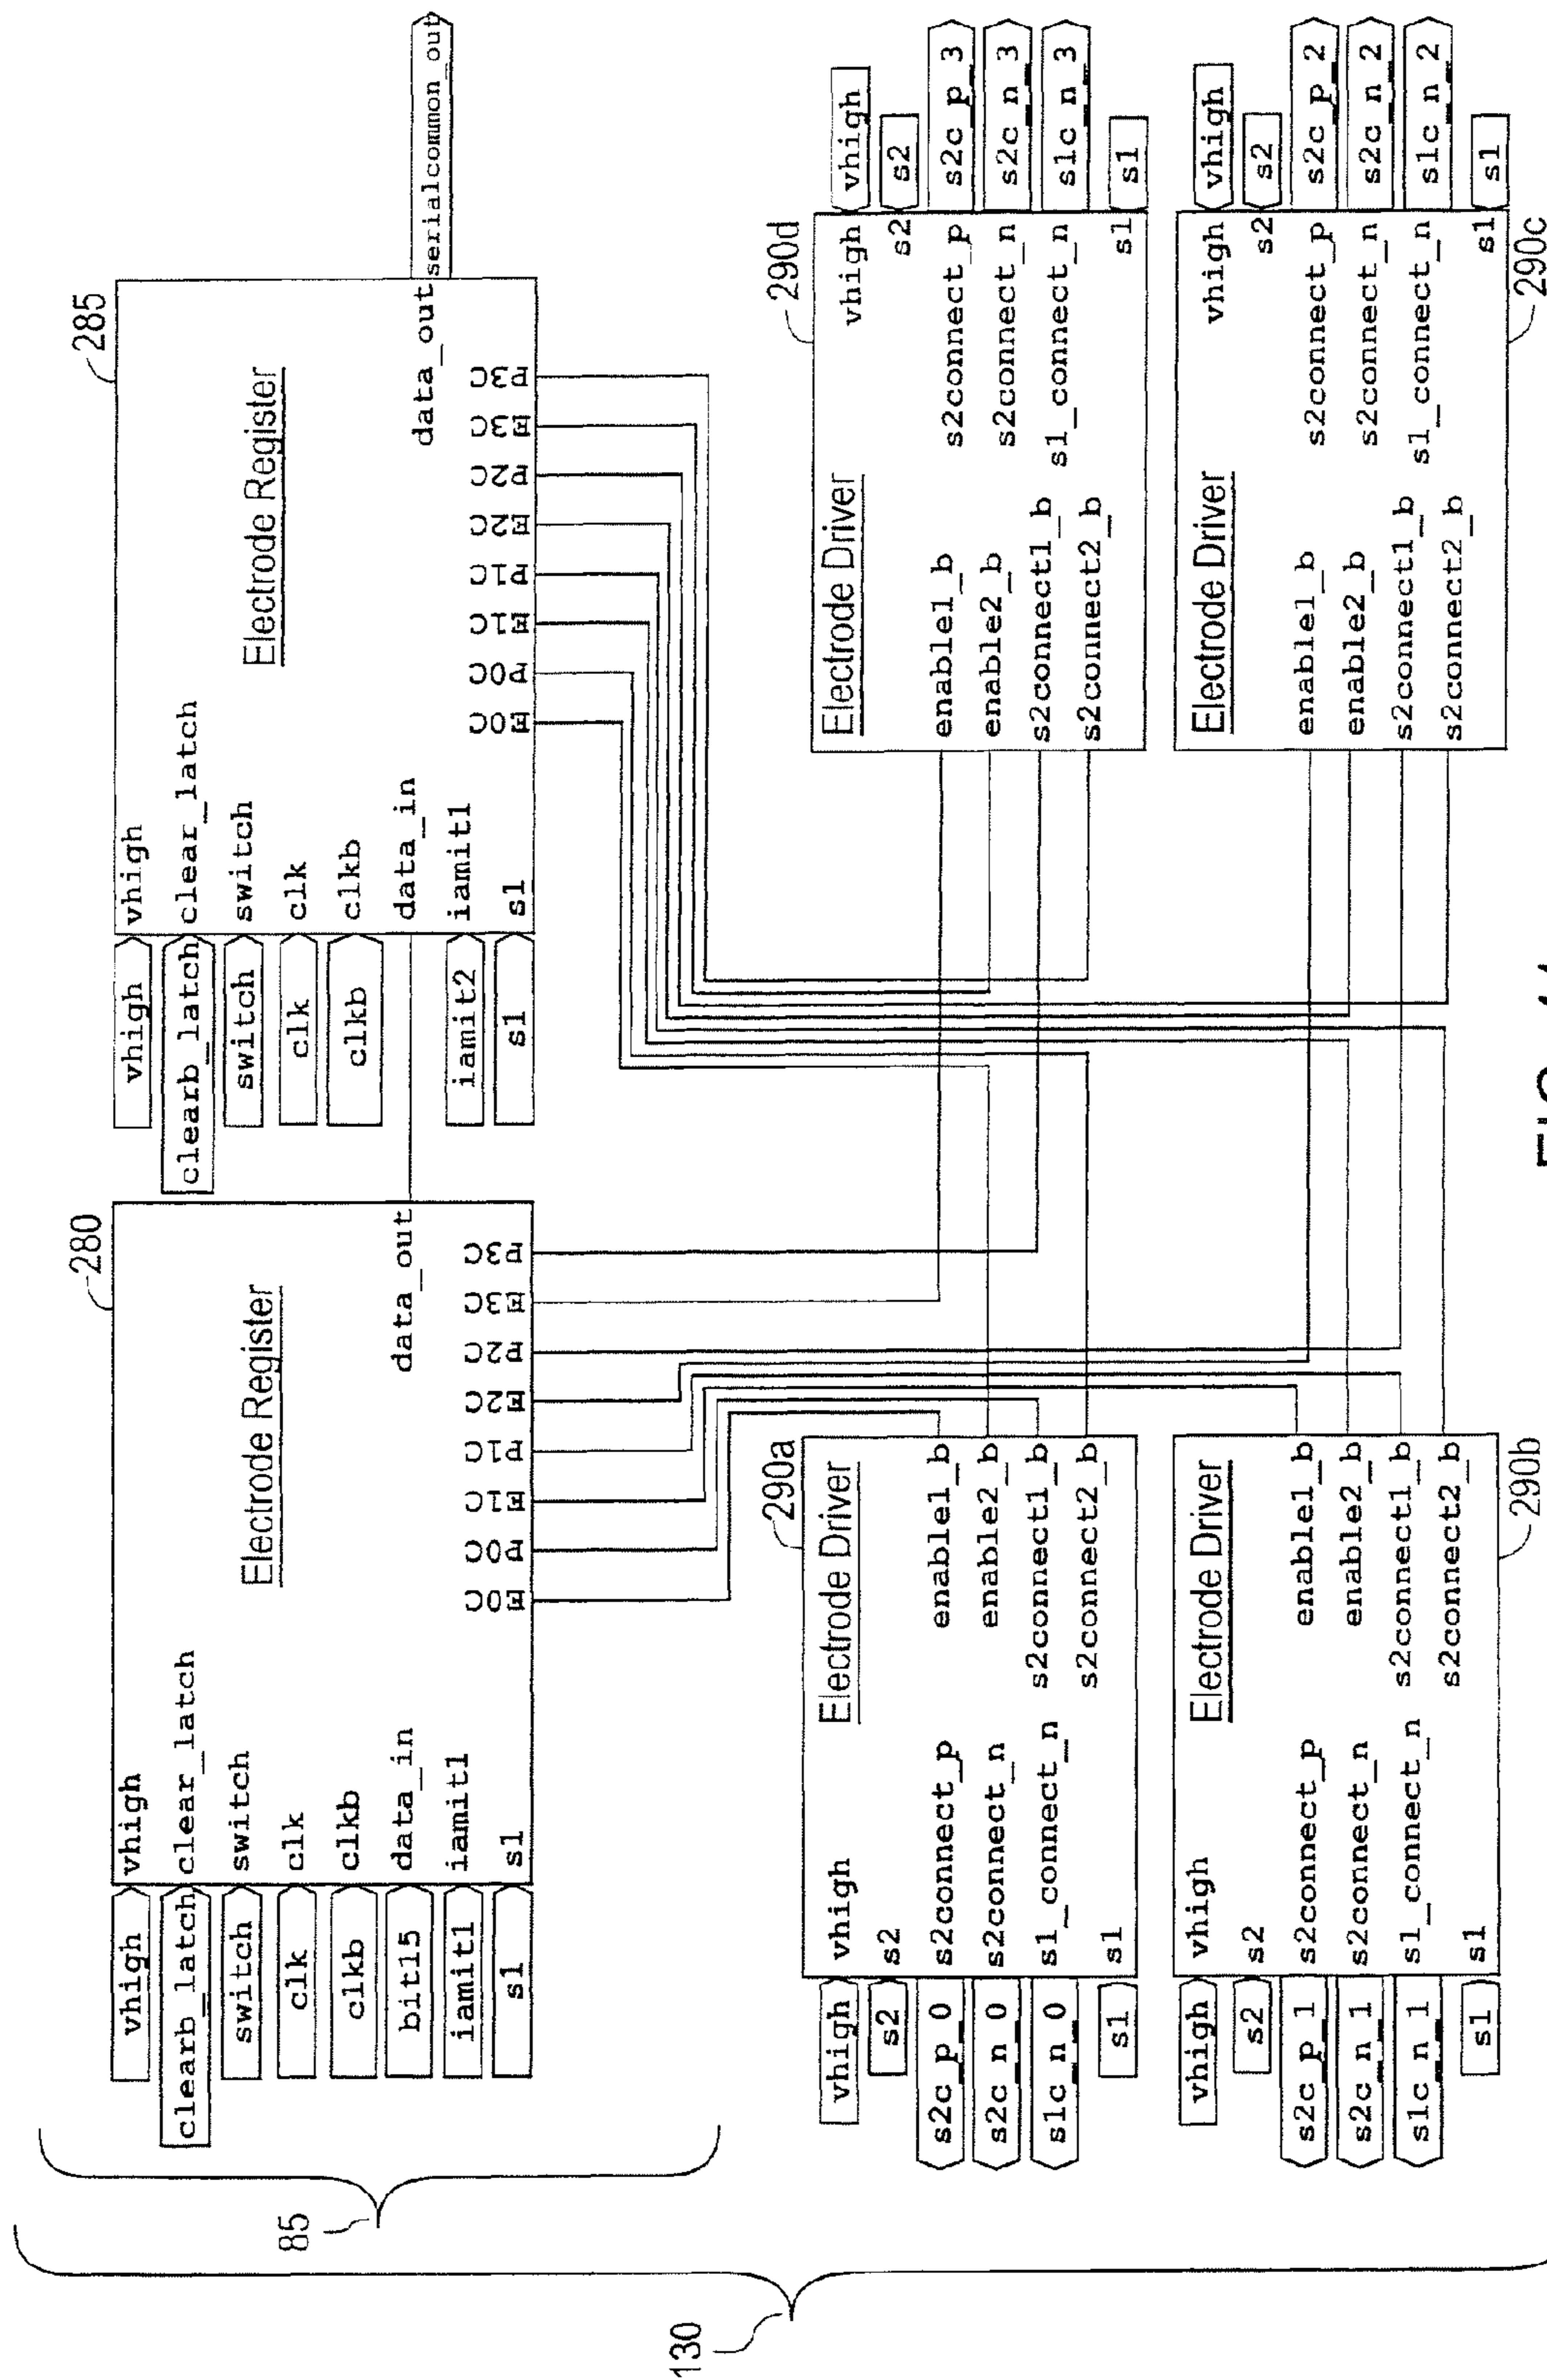 130
85
280
vhigh
clearb_latch
switch
clk
clkb
bit15
iamit1
s1
vhigh
clear_latch
switch
clk
clkb
data_in
iamit1
s1
Electrode Register
data_out
E0C
P0C
E1C
P1C
E2C
P2C
E3C
P3C
285
vhigh
clearb_latch
switch
clk
clkb
iamit2
s1
vhigh
clear_latch
switch
clk
clkb
data_in
iamit1
s1
Electrode Register
data_out
E0C
P0C
E1C
P1C
E2C
P2C
E3C
P3C
serialcommon_out
290a
vhigh
s2
s2c_p_0
s2c_n_0
s1c_n_0
s1
vhigh
s2
s2connect_p
s2connect_n
s1_connect_n
s1
Electrode Driver
enable1_b
enable2_b
s2connect1_b
s2connect2_b
290d
Electrode Driver
enable1_b
enable2_b
s2connect1_b
s2connect2_b
vhigh
s2
s2connect_p
s2connect_n
s1_connect_n
s1
vhigh
s2
s2c_p_3
s2c_n_3
s1c_n_3
s1
290b
vhigh
s2
s2c_p_1
s2c_n_1
s1c_n_1
s1
vhigh
s2
s2connect_p
s2connect_n
s1_connect_n
s1
Electrode Driver
enable1_b
enable2_b
s2connect1_b
s2connect2_b
290c
Electrode Driver
enable1_b
enable2_b
s2connect1_b
s2connect2_b
vhigh
s2
s2connect_p
s2connect_n
s1_connect_n
s1
vhigh
s2
s2c_p_2
s2c_n_2
s1c_n_2
s1